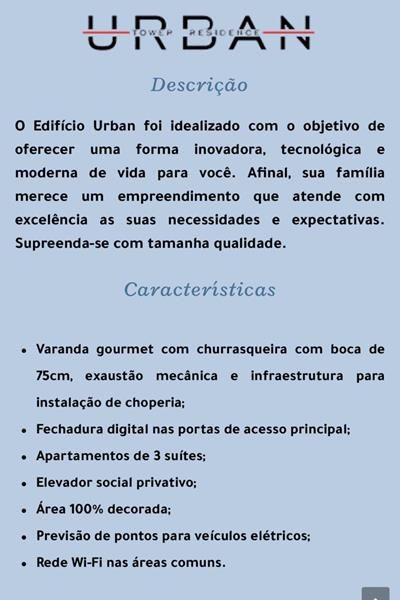 URBAN
TOWER RESIDENCE
Descrição
O Edifício Urban foi idealizado com o objetivo de
oferecer uma forma inovadora, tecnológica e
moderna de vida para você. Afinal, sua família
merece um empreendimento que atende com
excelência as suas necessidades e expectativas.
Supreenda-se com tamanha qualidade.
Características
• Varanda gourmet com churrasqueira com boca de
75cm, exaustão mecânica e infraestrutura para
instalação de choperia;
• Fechadura digital nas portas de acesso principal;
• Apartamentos de 3 suítes;
• Elevador social privativo;
• Área 100% decorada;
• Previsão de pontos para veículos elétricos;
• Rede Wi-Fi nas áreas comuns.